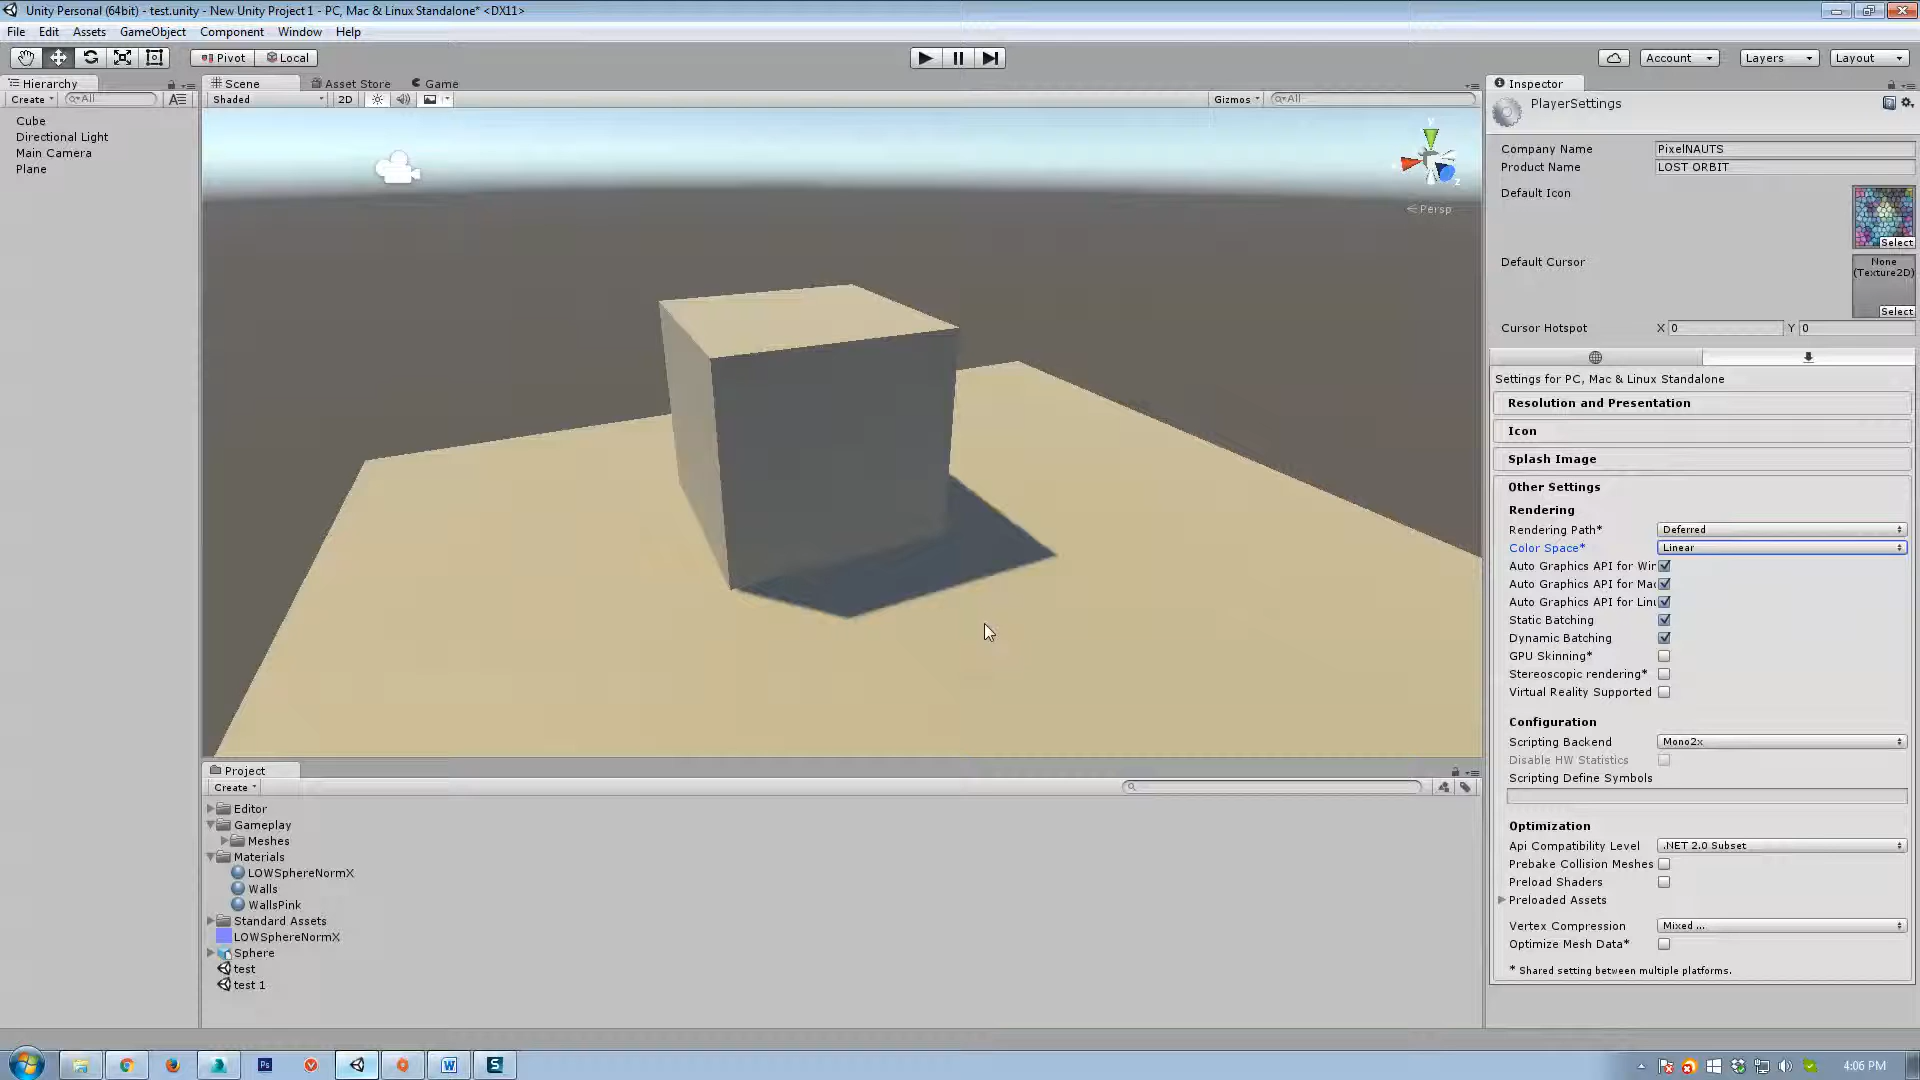 Unity Personal (64bit) - test.unity - New Unity Project 1 - PC, Mac & Linux Standalone* <DX11>
File Edit Assets GameObject Component Window Help
Pivot Local Account Layers Layout
Hierarchy Scene Asset Store Game Inspector
Create All Shaded 2D Gizmos All
PlayerSettings
Cube
Directional Light
Main Camera
Plane
y
z
Persp
Company Name PixelNAUTS
Product Name LOST ORBIT
Default Icon
Select
Default Cursor None
(Texture2D)
Select
Cursor Hotspot X 0 Y 0
Settings for PC, Mac & Linux Standalone
Resolution and Presentation
Icon
Splash Image
Other Settings
Rendering
Rendering Path* Deferred
Color Space* Linear
Auto Graphics API for Wir
Auto Graphics API for Mac
Auto Graphics API for Linu
Static Batching
Dynamic Batching
GPU Skinning*
Stereoscopic rendering*
Virtual Reality Supported
Configuration
Scripting Backend Mono2x
Disable HW Statistics
Scripting Define Symbols
Optimization
Api Compatibility Level .NET 2.0 Subset
Prebake Collision Meshes
Preload Shaders
Preloaded Assets
Vertex Compression Mixed ...
Optimize Mesh Data*
* Shared setting between multiple platforms.
Project
Create
Editor
Gameplay
Meshes
Materials
LOWSphereNormX
Walls
WallsPink
Standard Assets
LOWSphereNormX
Sphere
test
test 1
Ps W S 4:06 PM